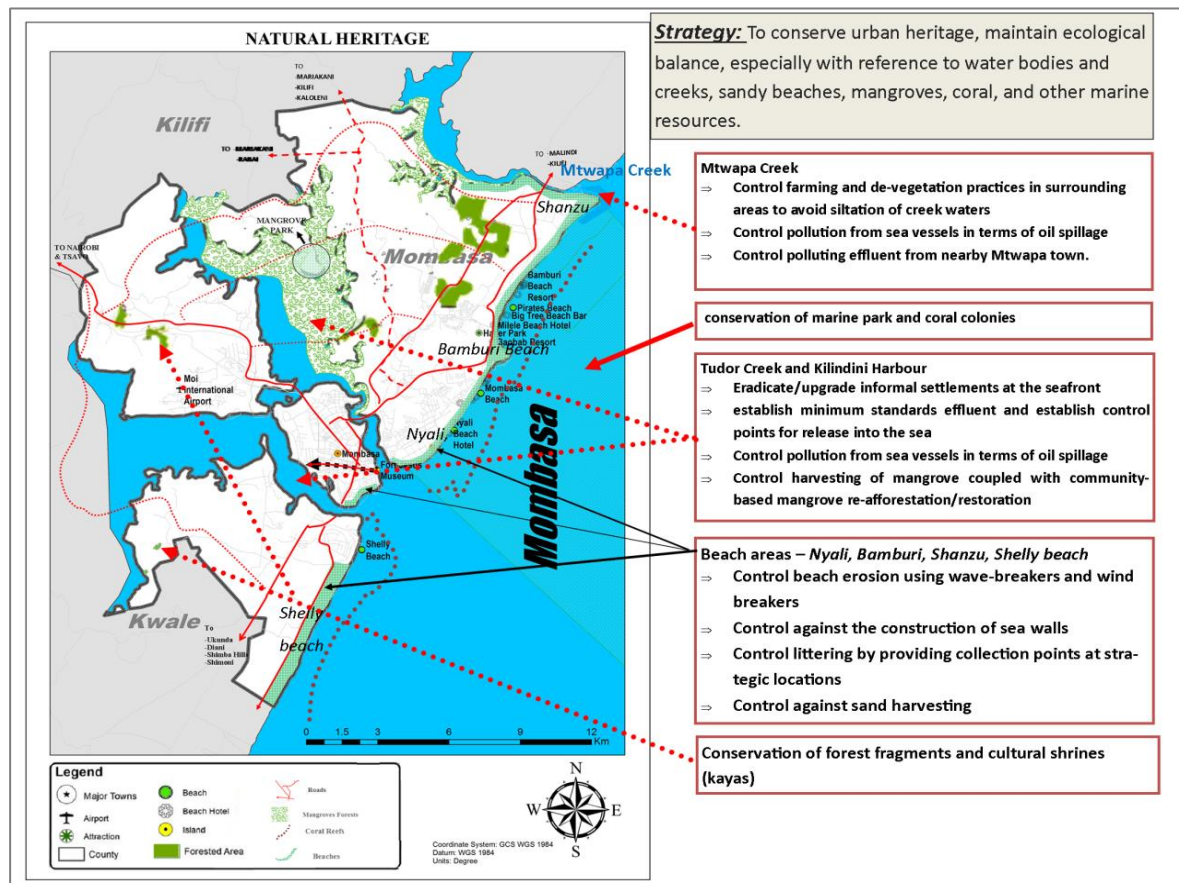 NATURAL HERITAGE
Strategy: To conserve urban heritage, maintain ecological
balance, especially with reference to water bodies and
creeks, sandy beaches, mangroves, coral, and other marine
resources.
TO
-MARIAKANI
-KILIFI
-KALOLENI
Kilifi
TO -MARIAKANI
-RABAI
TO -MALINDI
-KILIFI
Mtwapa Creek
Shanzu
MANGROVE
PARK
TO NAIROBI
& TSAVO
Mombasa
Bamburi
Beach
Resort
Pirates Beach
Big Tree Beach Bar
Milele Beach Hotel
Park
Baobab Resort
Bamburi Beach
Moi
International
Airport
Mombasa
Beach
Nyali,
Nyali
Beach
Hotel
Mombasa
Museum
Mombasa
Shelly
Beach
Kwale
Shelly
beach
To
-Ukunda
-Diani
-Shimba Hills
-Shimoni
0 1.5 3 6 9 12
Km
Mtwapa Creek
⇒ Control farming and de-vegetation practices in surrounding
areas to avoid siltation of creek waters
⇒ Control pollution from sea vessels in terms of oil spillage
⇒ Control polluting effluent from nearby Mtwapa town.
conservation of marine park and coral colonies
Tudor Creek and Kilindini Harbour
⇒ Eradicate/upgrade informal settlements at the seafront
⇒ establish minimum standards effluent and establish control
points for release into the sea
⇒ Control pollution from sea vessels in terms of oil spillage
⇒ Control harvesting of mangrove coupled with community-
based mangrove re-afforestation/restoration
Beach areas – Nyali, Bamburi, Shanzu, Shelly beach
⇒ Control beach erosion using wave-breakers and wind
breakers
⇒ Control against the construction of sea walls
⇒ Control littering by providing collection points at stra-
tegic locations
⇒ Control against sand harvesting
Conservation of forest fragments and cultural shrines
(kayas)
Legend
Major Towns
Airport
Attraction
County
Beach
Beach Hotel
Island
Forested Area
Roads
Mangroves Forests
Coral Reefs
Beaches
N
W E
S
Coordinate System: GCS WGS 1984
Datum: WGS 1984
Units: Degree